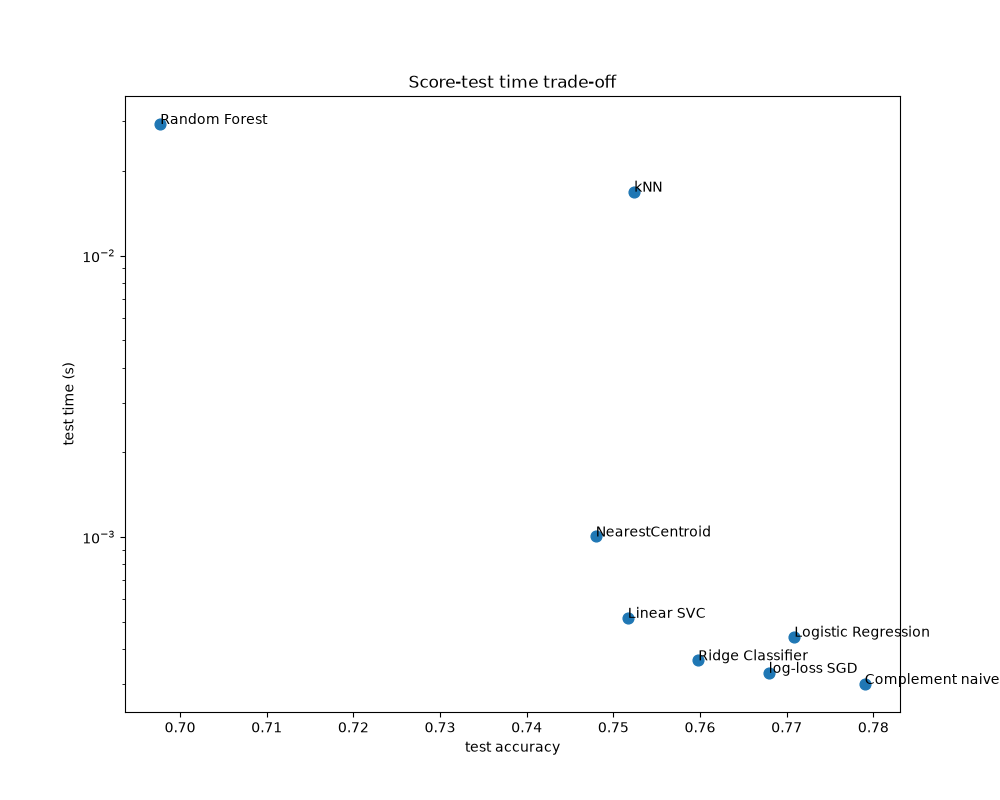 Score-test time trade-off
Random Forest
kNN
10⁻²
test time (s)
10⁻³
NearestCentroid
Linear SVC
Logistic Regression
Ridge Classifier
log-loss SGD
Complement naive
0.70 0.71 0.72 0.73 0.74 0.75 0.76 0.77 0.78
test accuracy